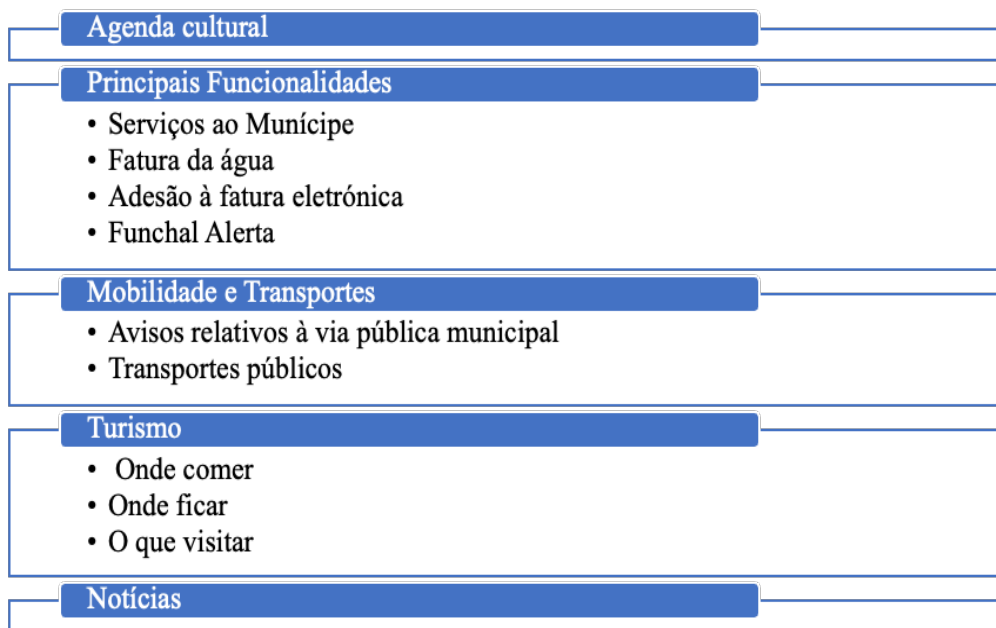 Agenda cultural
Principais Funcionalidades
• Serviços ao Munícipe
• Fatura da água
• Adesão à fatura eletrónica
• Funchal Alerta
Mobilidade e Transportes
• Avisos relativos à via pública municipal
• Transportes públicos
Turismo
• Onde comer
• Onde ficar
• O que visitar
Notícias